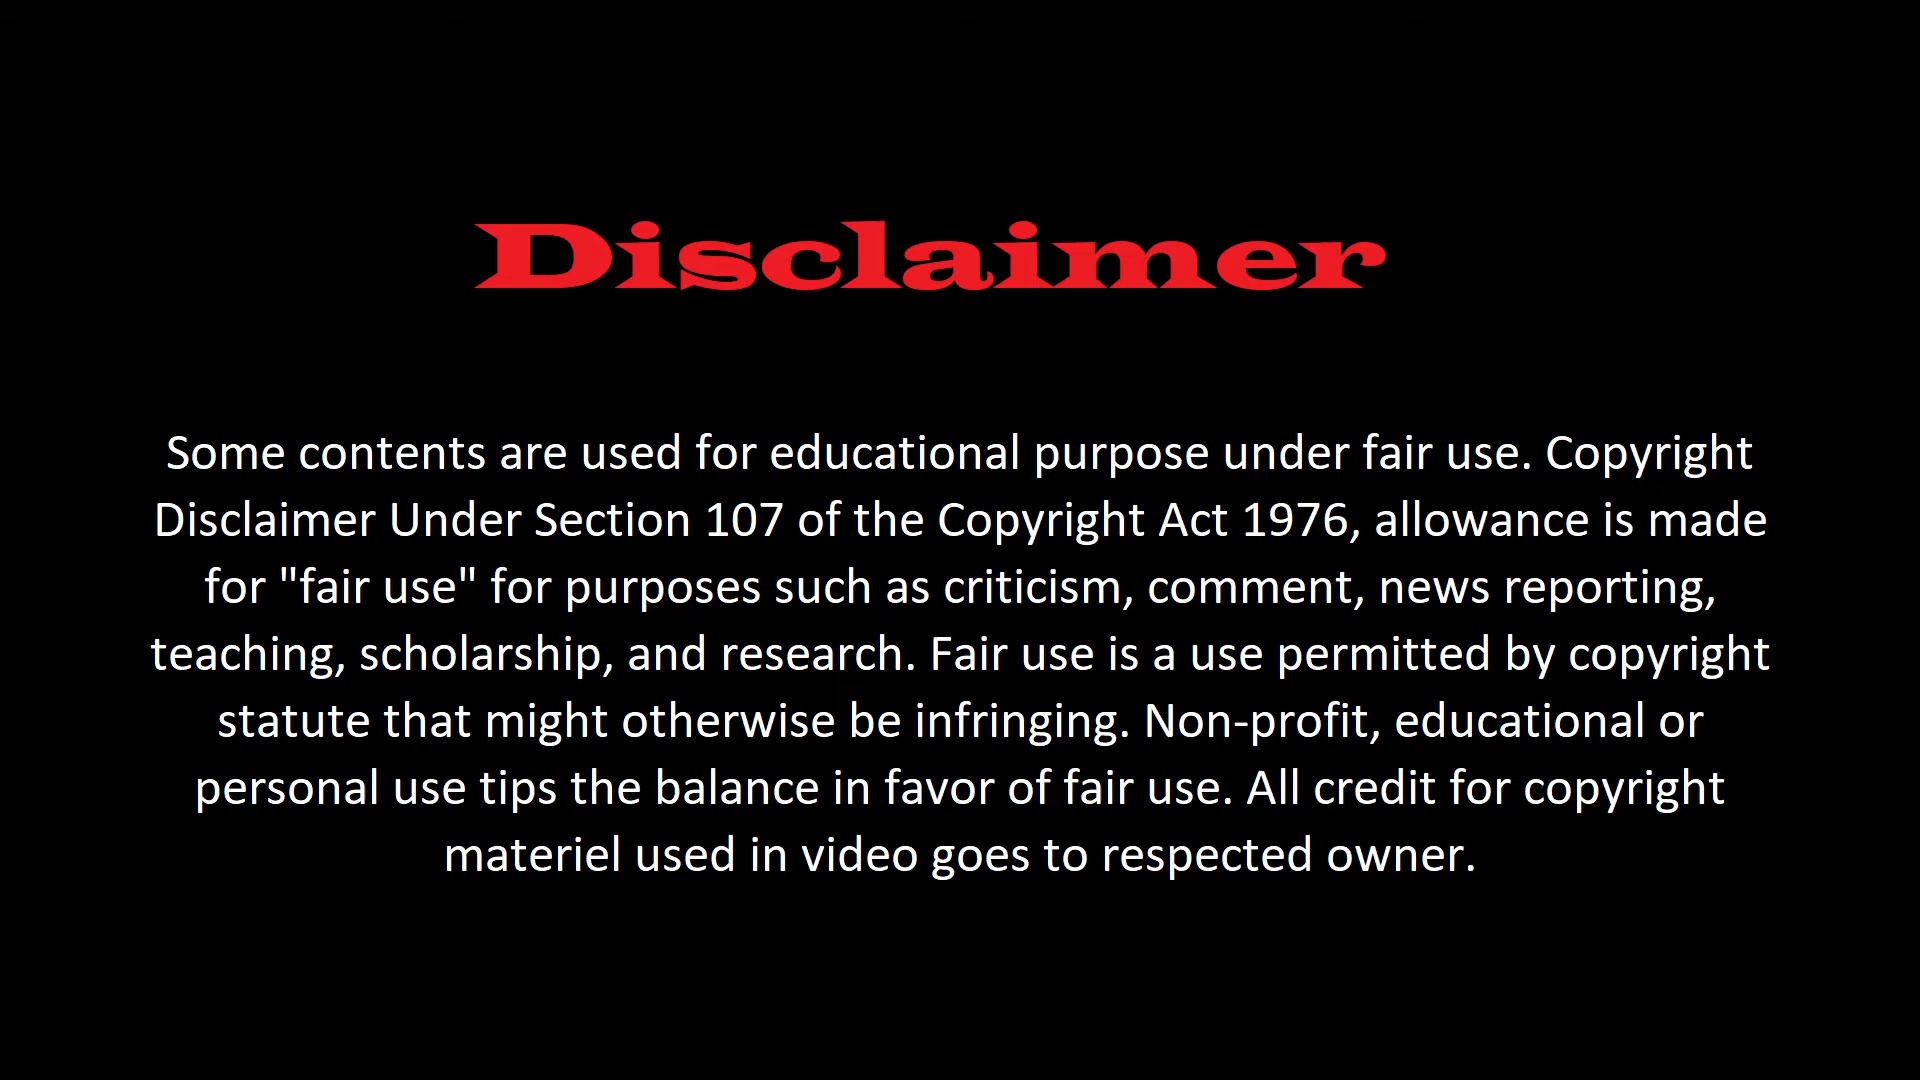 Disclaimer
Some contents are used for educational purpose under fair use. Copyright
Disclaimer Under Section 107 of the Copyright Act 1976, allowance is made
for "fair use" for purposes such as criticism, comment, news reporting,
teaching, scholarship, and research. Fair use is a use permitted by copyright
statute that might otherwise be infringing. Non-profit, educational or
personal use tips the balance in favor of fair use. All credit for copyright
materiel used in video goes to respected owner.